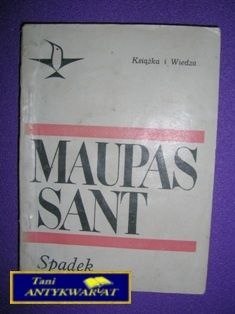 Książka i Wiedza
MAUPAS
SANT
Spadek
Tani
ANTYKWARIAT